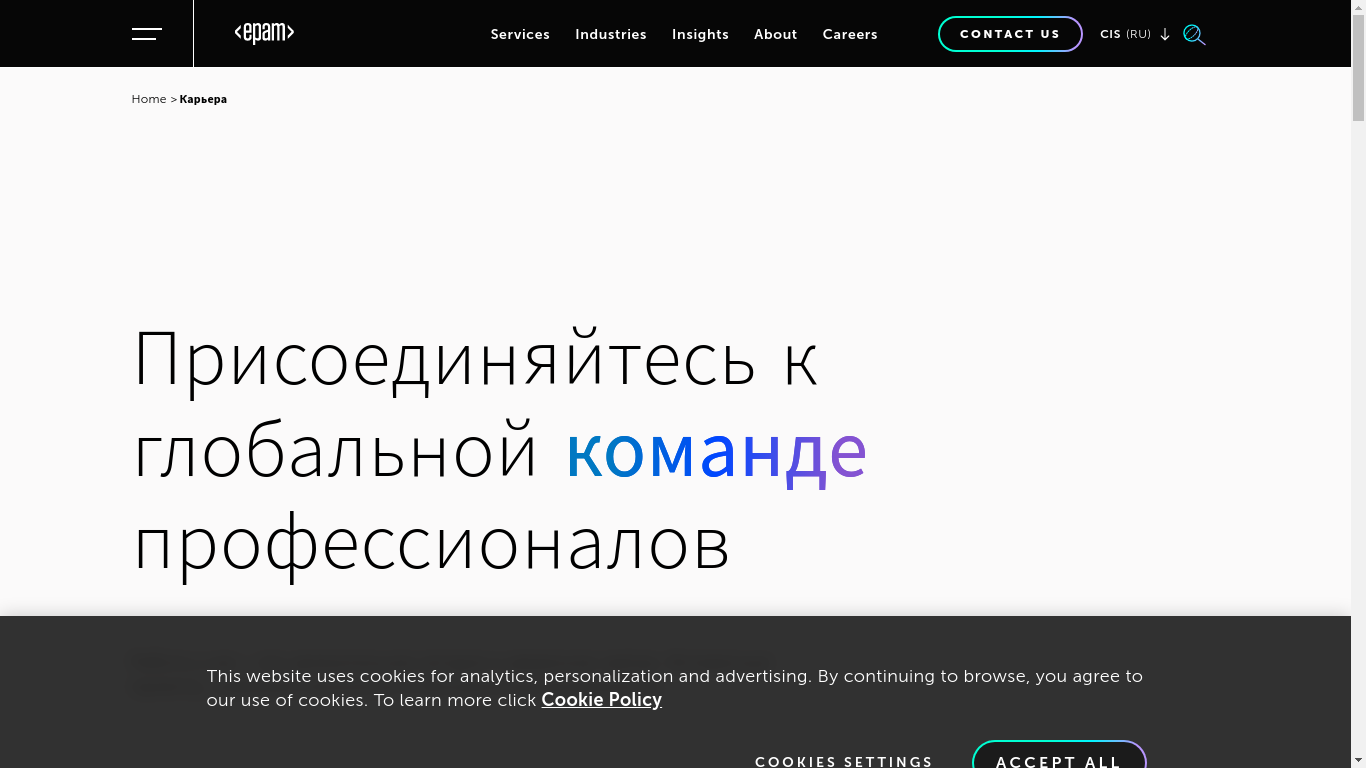 <epam>
Services Industries Insights About Careers
CONTACT US
CIS (RU)
Home > Карьера
Присоединяйтесь к
глобальной команде
профессионалов
This website uses cookies for analytics, personalization and advertising. By continuing to browse, you agree to
our use of cookies. To learn more click Cookie Policy
COOKIES SETTINGS
ACCEPT ALL